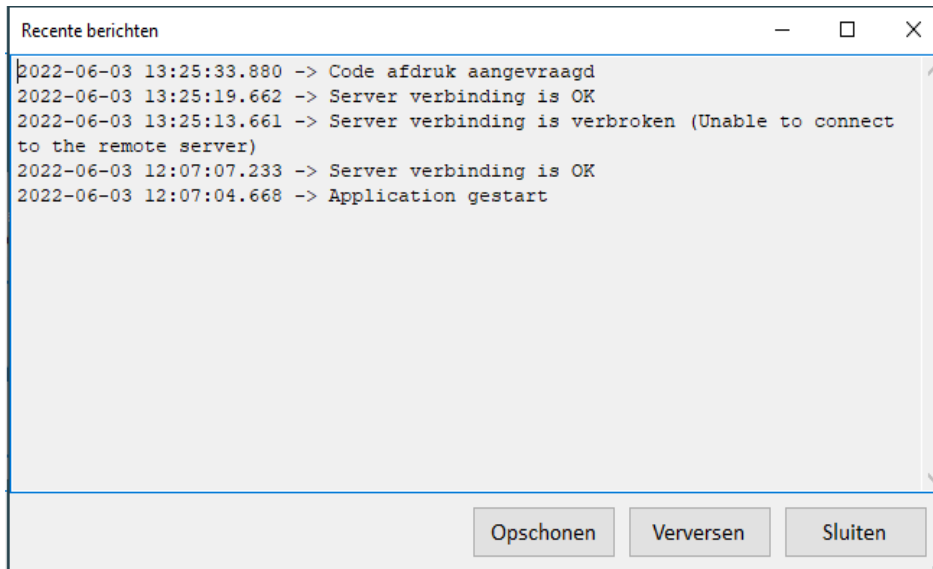 Recente berichten
2022-06-03 13:25:33.880 -> Code afdruk aangevraagd
2022-06-03 13:25:19.662 -> Server verbinding is OK
2022-06-03 13:25:13.661 -> Server verbinding is verbroken (Unable to connect
to the remote server)
2022-06-03 12:07:07.233 -> Server verbinding is OK
2022-06-03 12:07:04.668 -> Application gestart
Opschonen Verversen Sluiten